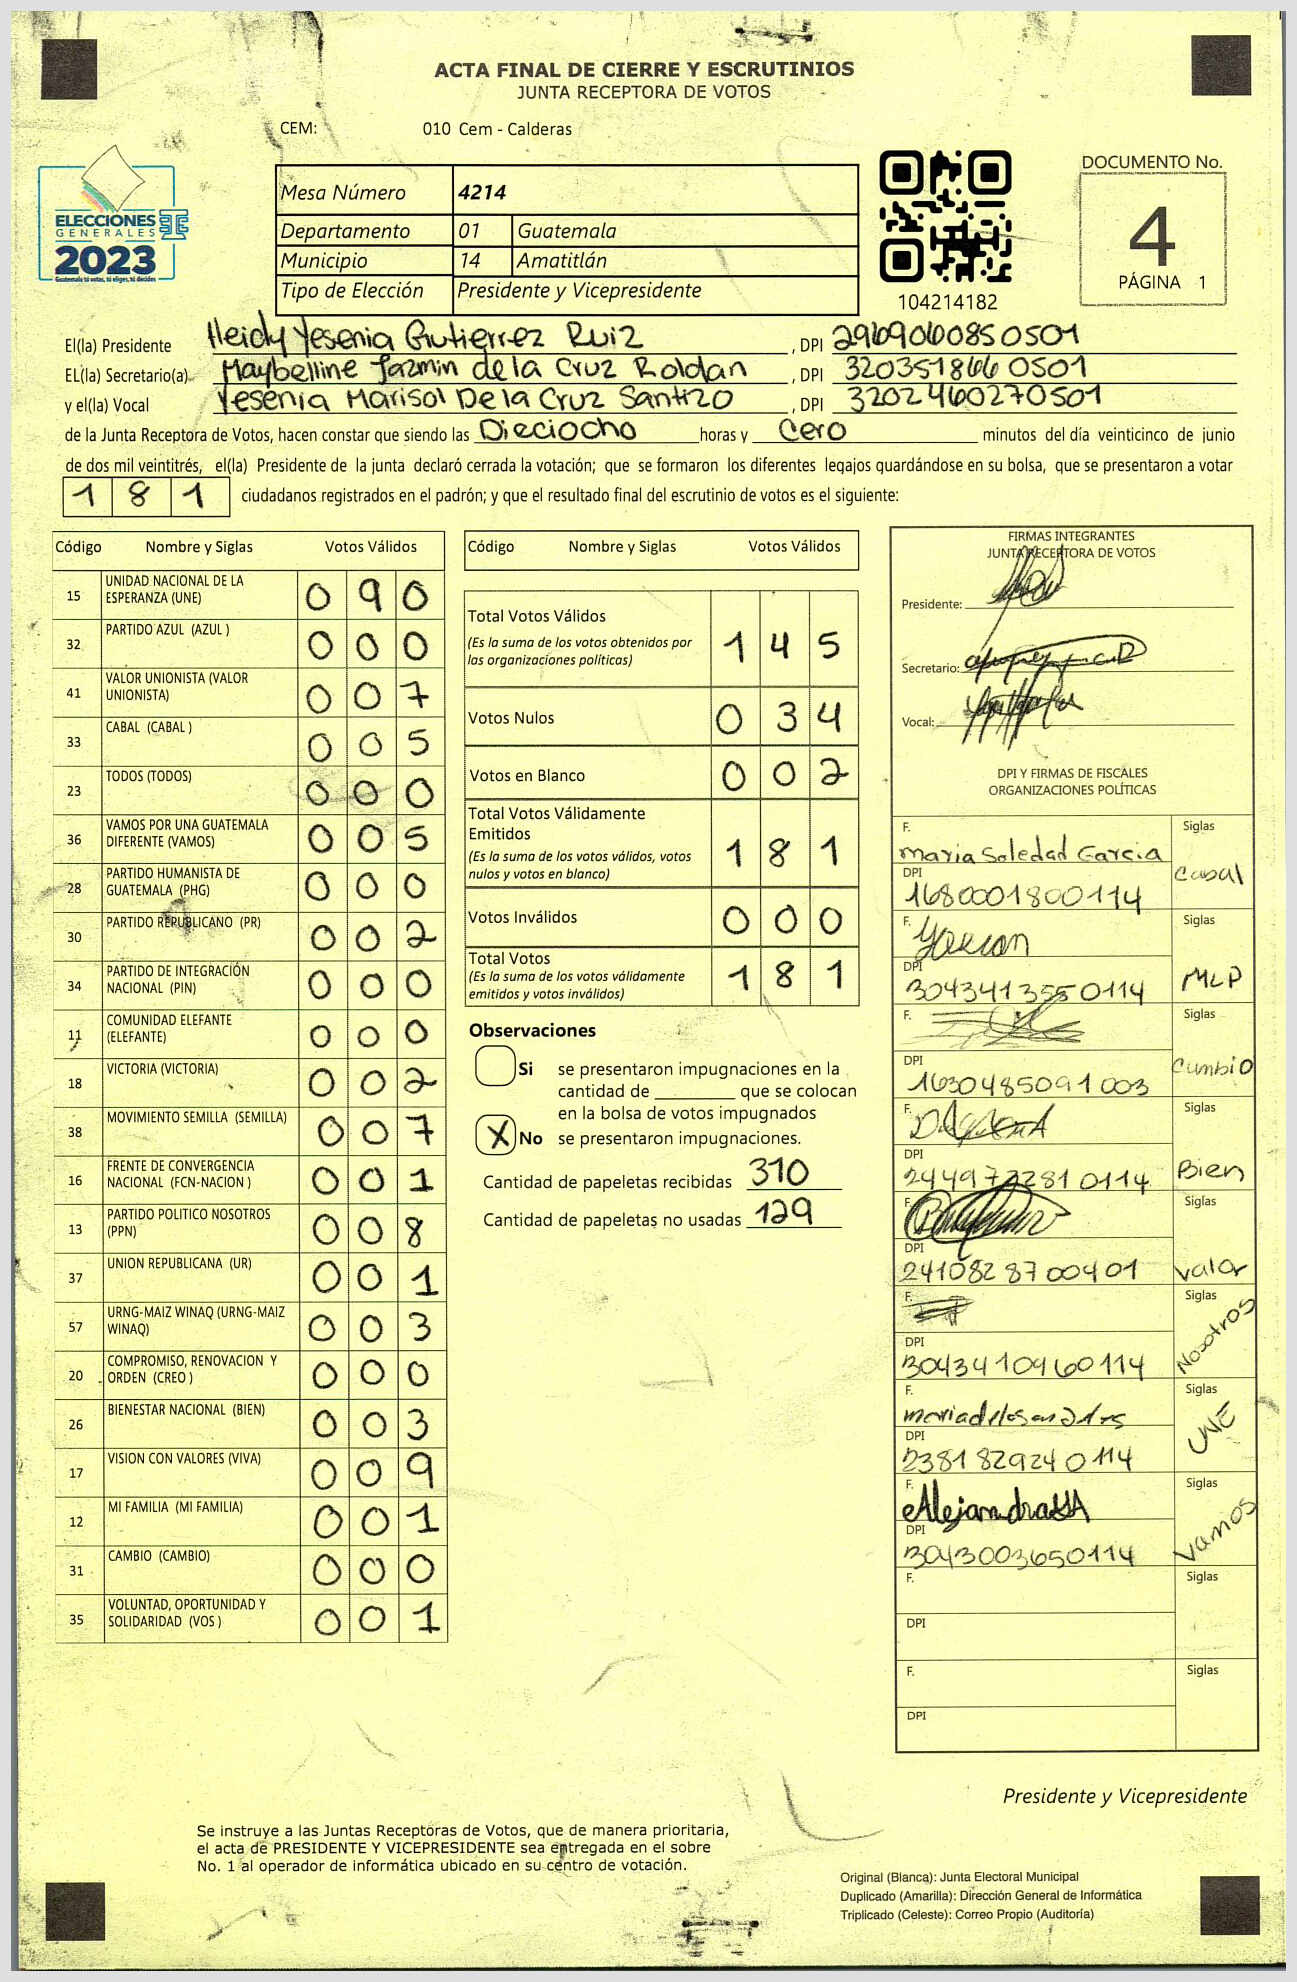 ACTA FINAL DE CIERRE Y ESCRUTINIOS
JUNTA RECEPTORA DE VOTOS
CEM: 010 Cem - Calderas
DOCUMENTO No.
4
PÁGINA 1
ELECCIONES
GENERALES
2023
Guatemala tú votas, tú eliges, tú decides
Mesa Número 4214
Departamento 01 Guatemala
Municipio 14 Amatitlán
Tipo de Elección Presidente y Vicepresidente
104214182
El(la) Presidente Heidy Yesenia Gutierrez Ruiz , DPI 2969060850501
EL(la) Secretario(a) Maybelline Jazmin de la Cruz Roldan , DPI 3203518660501
y el(la) Vocal Yesenia Marisol De la Cruz Santizo , DPI 3202460270501
de la Junta Receptora de Votos, hacen constar que siendo las Dieciocho horas y Cero minutos del día veinticinco de junio
de dos mil veintitrés, el(la) Presidente de la junta declaró cerrada la votación; que se formaron los diferentes legajos quardándose en su bolsa, que se presentaron a votar
1 8 1 ciudadanos registrados en el padrón; y que el resultado final del escrutinio de votos es el siguiente:
Código Nombre y Siglas Votos Válidos
15 UNIDAD NACIONAL DE LA ESPERANZA (UNE) 0 9 0
32 PARTIDO AZUL (AZUL ) 0 0 0
41 VALOR UNIONISTA (VALOR UNIONISTA) 0 0 7
33 CABAL (CABAL ) 0 0 5
23 TODOS (TODOS) 0 0 0
36 VAMOS POR UNA GUATEMALA DIFERENTE (VAMOS) 0 0 5
28 PARTIDO HUMANISTA DE GUATEMALA (PHG) 0 0 0
30 PARTIDO REPUBLICANO (PR) 0 0 2
34 PARTIDO DE INTEGRACIÓN NACIONAL (PIN) 0 0 0
11 COMUNIDAD ELEFANTE (ELEFANTE) 0 0 0
18 VICTORIA (VICTORIA) 0 0 2
38 MOVIMIENTO SEMILLA (SEMILLA) 0 0 7
16 FRENTE DE CONVERGENCIA NACIONAL (FCN-NACION ) 0 0 1
13 PARTIDO POLITICO NOSOTROS (PPN) 0 0 8
37 UNION REPUBLICANA (UR) 0 0 1
57 URNG-MAIZ WINAQ (URNG-MAIZ WINAQ) 0 0 3
20 COMPROMISO, RENOVACION Y ORDEN (CREO ) 0 0 0
26 BIENESTAR NACIONAL (BIEN) 0 0 3
17 VISION CON VALORES (VIVA) 0 0 9
12 MI FAMILIA (MI FAMILIA) 0 0 1
31 CAMBIO (CAMBIO) 0 0 0
35 VOLUNTAD, OPORTUNIDAD Y SOLIDARIDAD (VOS ) 0 0 1
Código Nombre y Siglas Votos Válidos
Total Votos Válidos 1 4 5
(Es la suma de los votos obtenidos por
las organizaciones políticas)
Votos Nulos 0 3 4
Votos en Blanco 0 0 2
Total Votos Válidamente
Emitidos 1 8 1
(Es la suma de los votos válidos, votos
nulos y votos en blanco)
Votos Inválidos 0 0 0
Total Votos 1 8 1
(Es la suma de los votos válidamente
emitidos y votos inválidos)
Observaciones
Si se presentaron impugnaciones en la
cantidad de ________ que se colocan
en la bolsa de votos impugnados
X No se presentaron impugnaciones.
Cantidad de papeletas recibidas 310
Cantidad de papeletas no usadas 129
FIRMAS INTEGRANTES
JUNTA RECEPTORA DE VOTOS
Presidente:
Secretario:
Vocal:
DPI Y FIRMAS DE FISCALES
ORGANIZACIONES POLÍTICAS
F. Maria Soledad Garcia Siglas
DPI 1680001800114 Cabal
F. Siglas
DPI 3043413550114 MLP
F. Siglas
DPI 1630485091003 Cambio
F. Siglas
DPI 2449732810114 Bien
F. Siglas
DPI 2410828700401 Valor
F. Siglas
DPI 3043410960114 Nosotros
F. Siglas
DPI 2381829240114 UNE
F. Siglas
DPI 3043003650114 Vamos
F. Siglas
DPI
F. Siglas
DPI
Presidente y Vicepresidente
Se instruye a las Juntas Receptoras de Votos, que de manera prioritaria,
el acta de PRESIDENTE Y VICEPRESIDENTE sea entregada en el sobre
No. 1 al operador de informática ubicado en su centro de votación.
Original (Blanca): Junta Electoral Municipal
Duplicado (Amarilla): Dirección General de Informática
Triplicado (Celeste): Correo Propio (Auditoría)